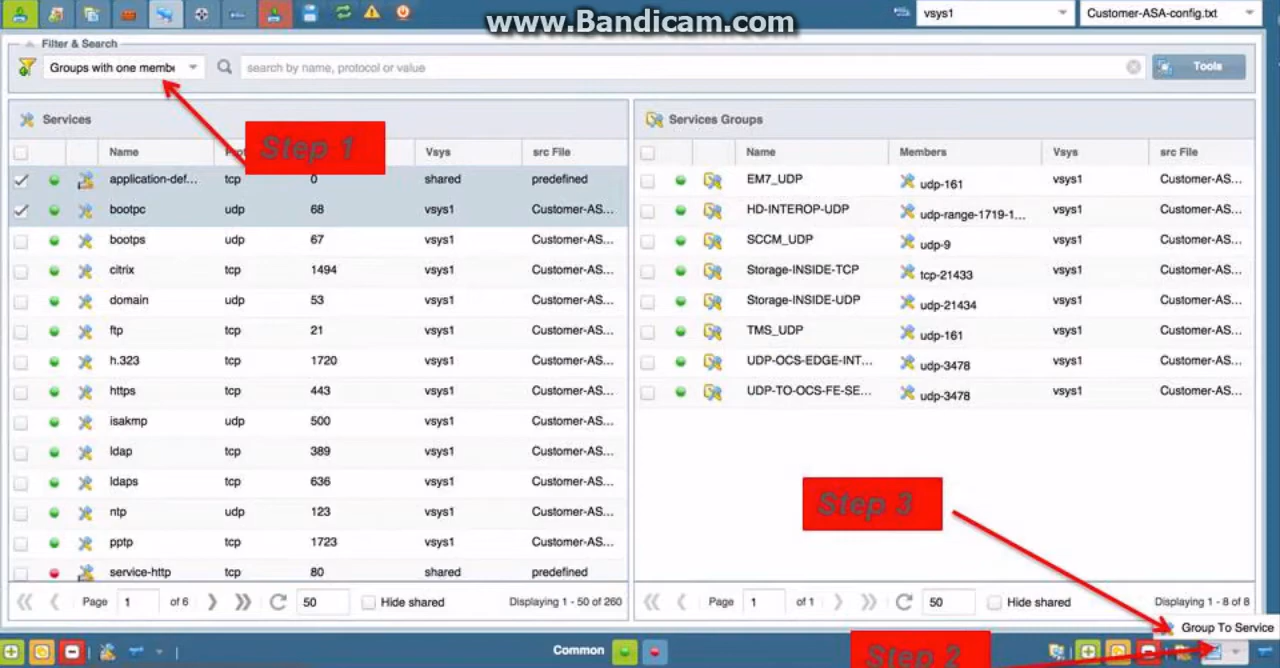 www.Bandicam.com
vsys1 Customer-ASA-config.txt
Filter & Search
Groups with one membe search by name, protocol or value Tools
Step 1
Services
Name Vsys src File
application-def... tcp 0 shared predefined
bootpc udp 68 vsys1 Customer-AS...
bootps udp 67 vsys1 Customer-AS...
citrix tcp 1494 vsys1 Customer-AS...
domain udp 53 vsys1 Customer-AS...
ftp tcp 21 vsys1 Customer-AS...
h.323 tcp 1720 vsys1 Customer-AS...
https tcp 443 vsys1 Customer-AS...
isakmp udp 500 vsys1 Customer-AS...
ldap tcp 389 vsys1 Customer-AS...
ldaps tcp 636 vsys1 Customer-AS...
ntp udp 123 vsys1 Customer-AS...
pptp tcp 1723 vsys1 Customer-AS...
service-http tcp 80 shared predefined
Page 1 of 6 50 Hide shared Displaying 1 - 50 of 260
Services Groups
Name Members Vsys src File
EM7_UDP udp-161 vsys1 Customer-AS...
HD-INTEROP-UDP udp-range-1719-1... vsys1 Customer-AS...
SCCM_UDP udp-9 vsys1 Customer-AS...
Storage-INSIDE-TCP tcp-21433 vsys1 Customer-AS...
Storage-INSIDE-UDP udp-21434 vsys1 Customer-AS...
TMS_UDP udp-161 vsys1 Customer-AS...
UDP-OCS-EDGE-INT... udp-3478 vsys1 Customer-AS...
UDP-TO-OCS-FE-SE... udp-3478 vsys1 Customer-AS...
Step 3
Page 1 of 1 50 Hide shared Displaying 1 - 8 of 8
Group To Service
Common
Step 2